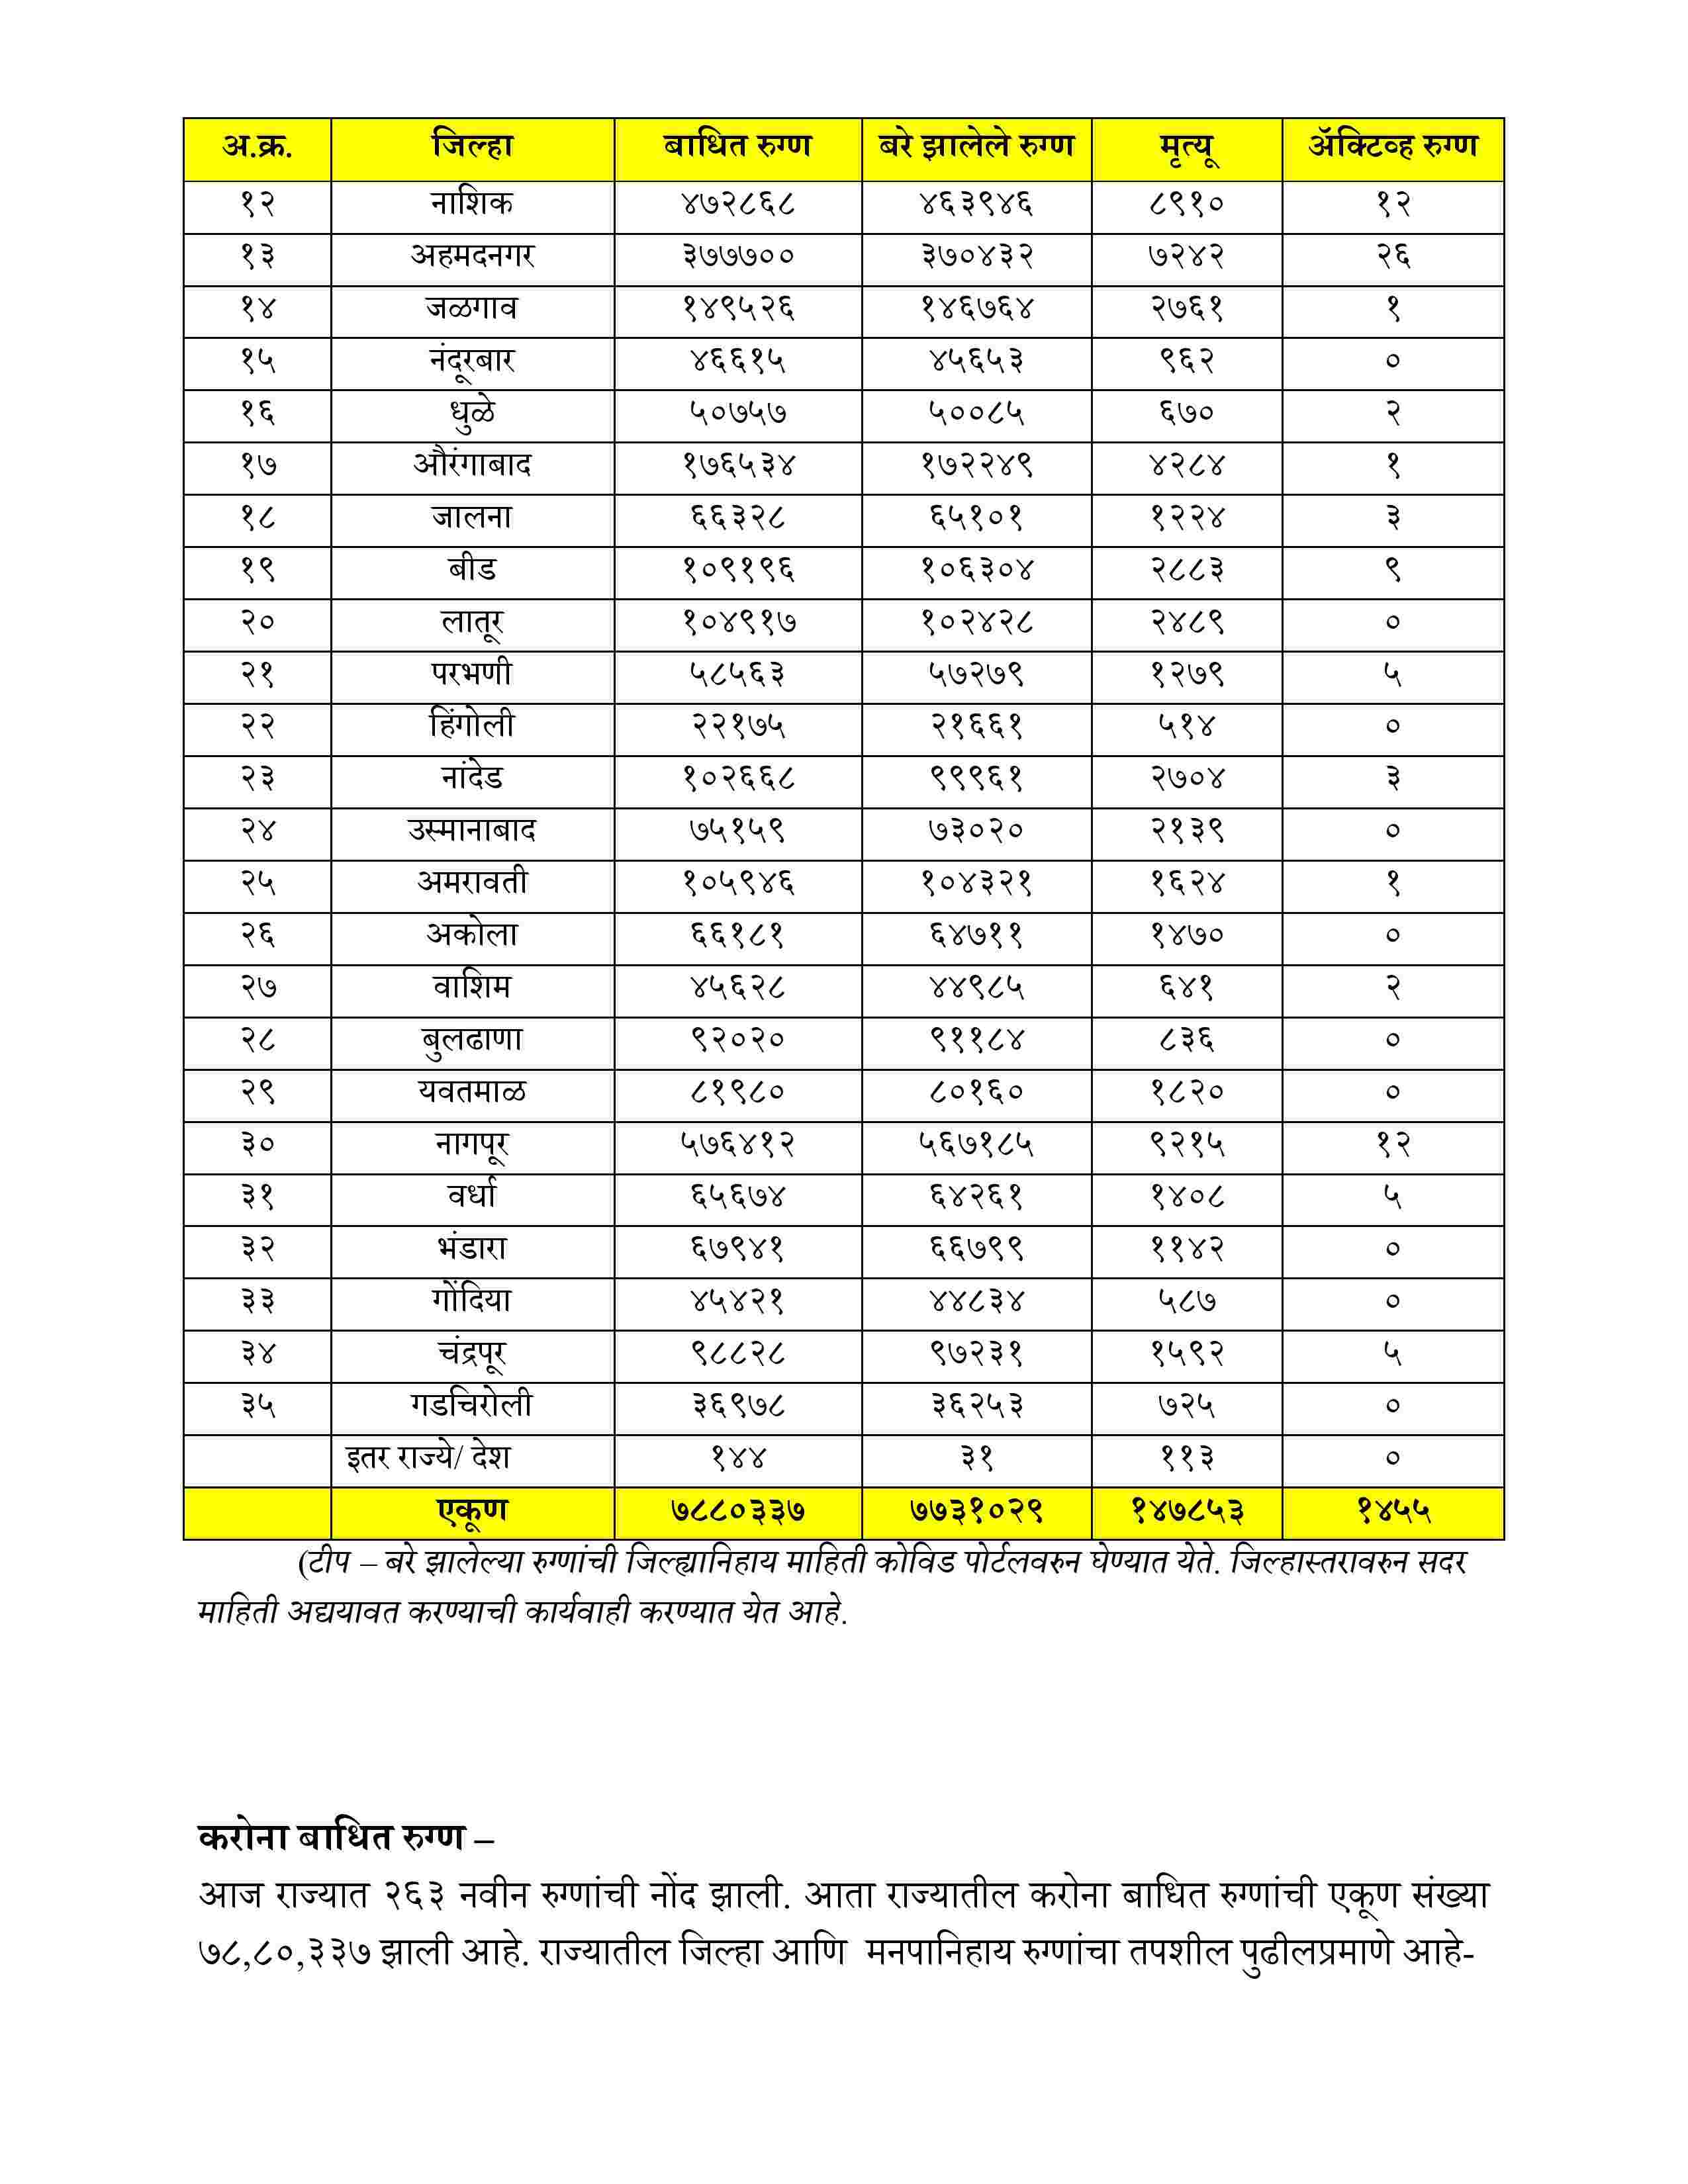 अ.क्र. जिल्हा बाधित रुग्ण बरे झालेले रुग्ण मृत्यू ॲक्टिव्ह रुग्ण
१२ नाशिक ४७२८६८ ४६३९४६ ८९१० १२
१३ अहमदनगर ३७७७०० ३७०४३२ ७२४२ २६
१४ जळगाव १४९५२६ १४६७६४ २७६१ १
१५ नंदूरबार ४६६१५ ४५६५३ ९६२ ०
१६ धुळे ५०७५७ ५००८५ ६७० २
१७ औरंगाबाद १७६५३४ १७२२४९ ४२८४ १
१८ जालना ६६३२८ ६५१०१ १२२४ ३
१९ बीड १०९१९६ १०६३०४ २८८३ ९
२० लातूर १०४९१७ १०२४२८ २४८९ ०
२१ परभणी ५८५६३ ५७२७९ १२७९ ५
२२ हिंगोली २२१७५ २१६६१ ५१४ ०
२३ नांदेड १०२६६८ ९९९६१ २७०४ ३
२४ उस्मानाबाद ७५१५९ ७३०२० २१३९ ०
२५ अमरावती १०५९४६ १०४३२१ १६२४ १
२६ अकोला ६६१८१ ६४७११ १४७० ०
२७ वाशिम ४५६२८ ४४९८५ ६४१ २
२८ बुलढाणा ९२०२० ९११८४ ८३६ ०
२९ यवतमाळ ८१९८० ८०१६० १८२० ०
३० नागपूर ५७६४१२ ५६७१८५ ९२१५ १२
३१ वर्धा ६५६७४ ६४२६१ १४०८ ५
३२ भंडारा ६७९४१ ६६७९९ ११४२ ०
३३ गोंदिया ४५४२१ ४४८३४ ५८७ ०
३४ चंद्रपूर ९८८२८ ९७२३१ १५९२ ५
३५ गडचिरोली ३६९७८ ३६२५३ ७२५ ०
इतर राज्ये/ देश १४४ ३१ ११३ ०
एकूण ७८८०३३७ ७७३१०२९ १४७८५३ १४५५
(टीप – बरे झालेल्या रुग्णांची जिल्ह्यानिहाय माहिती कोविड पोर्टलवरुन घेण्यात येते. जिल्हास्तरावरुन सदर
माहिती अद्ययावत करण्याची कार्यवाही करण्यात येत आहे.
करोना बाधित रुग्ण –
आज राज्यात २६३ नवीन रुग्णांची नोंद झाली. आता राज्यातील करोना बाधित रुग्णांची एकूण संख्या
७८,८०,३३७ झाली आहे. राज्यातील जिल्हा आणि मनपानिहाय रुग्णांचा तपशील पुढीलप्रमाणे आहे-